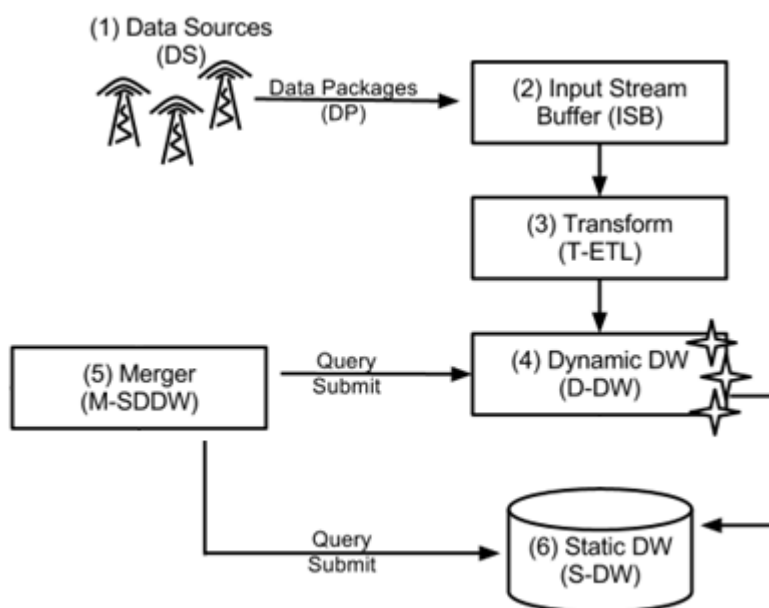 (1) Data Sources
(DS)
Data Packages
(DP)
(2) Input Stream
Buffer (ISB)
(3) Transform
(T-ETL)
(4) Dynamic DW
(D-DW)
(5) Merger
(M-SDDW)
Query
Submit
Query
Submit
(6) Static DW
(S-DW)